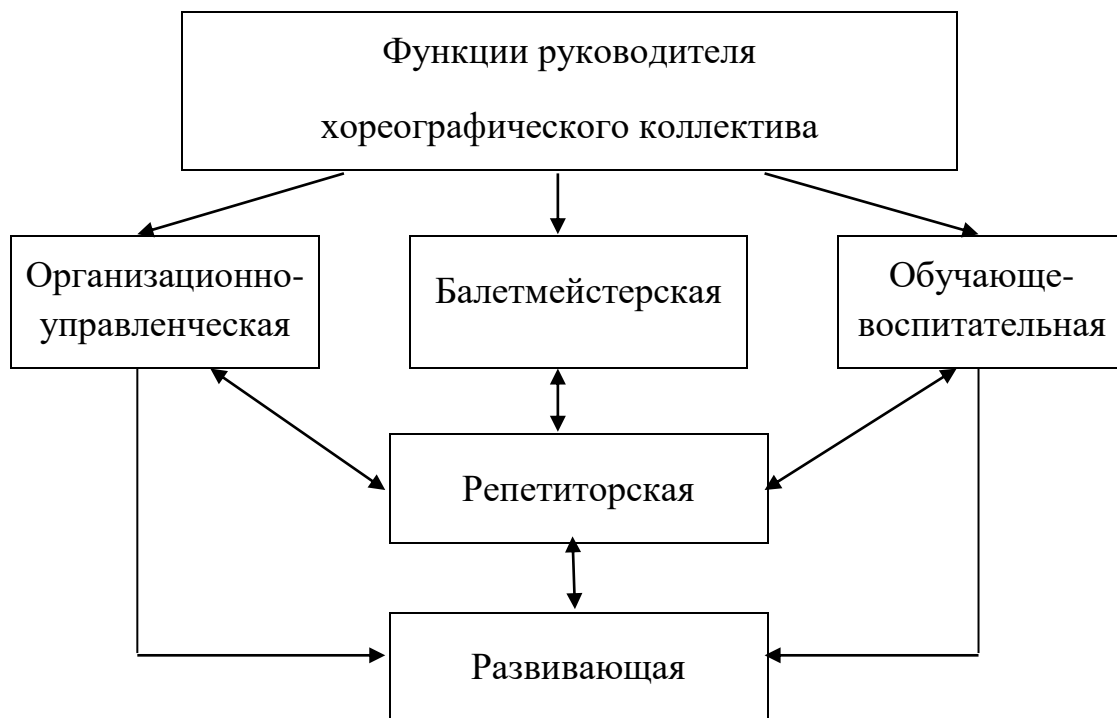 Функции руководителя
хореографического коллектива
Организационно-
управленческая
Балетмейстерская
Обучающе-
воспитательная
Репетиторская
Развивающая